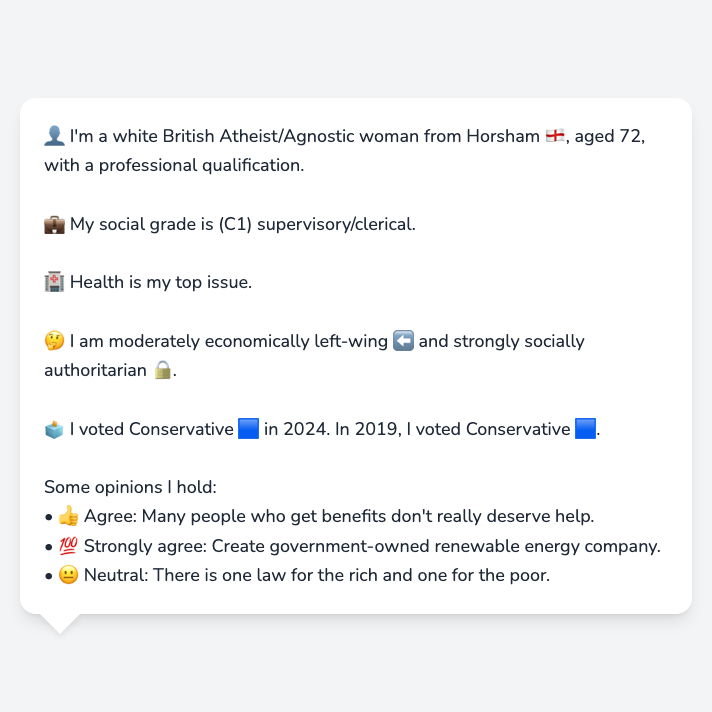 👤 I'm a white British Atheist/Agnostic woman from Horsham 🏴󠁧󠁢󠁥󠁮󠁧󠁿, aged 72,
with a professional qualification.
💼 My social grade is (C1) supervisory/clerical.
🏥 Health is my top issue.
🤔 I am moderately economically left-wing ⬅️ and strongly socially
authoritarian 🔒.
🗳️ I voted Conservative 🟦 in 2024. In 2019, I voted Conservative 🟦.
Some opinions I hold:
• 👍 Agree: Many people who get benefits don't really deserve help.
• 💯 Strongly agree: Create government-owned renewable energy company.
• 😐 Neutral: There is one law for the rich and one for the poor.